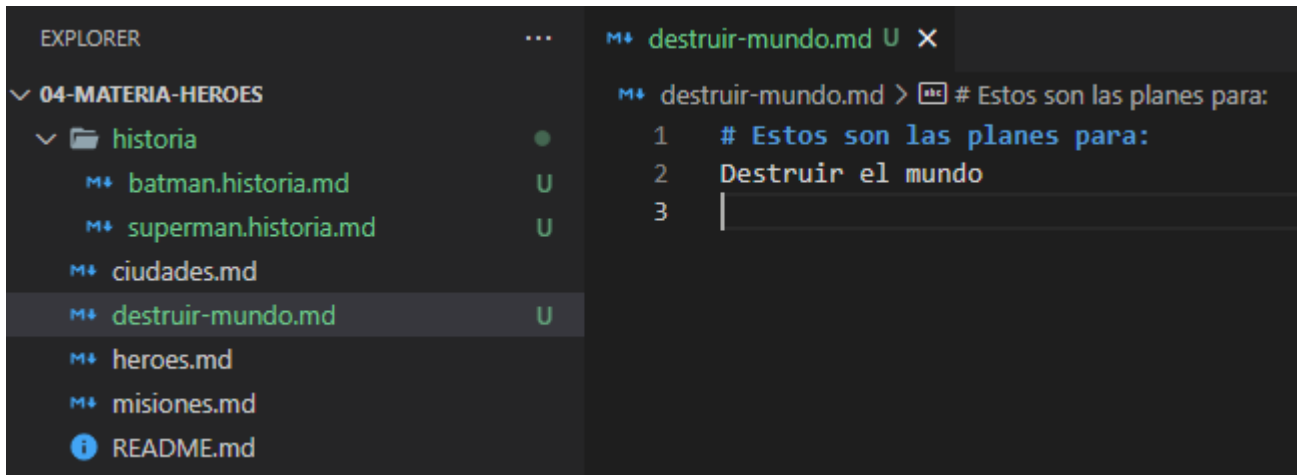 EXPLORER ...
04-MATERIA-HEROES
historia
batman.historia.md U
superman.historia.md U
ciudades.md
destruir-mundo.md U
heroes.md
misiones.md
README.md
destruir-mundo.md U
destruir-mundo.md > # Estos son las planes para:
1 # Estos son las planes para:
2 Destruir el mundo
3